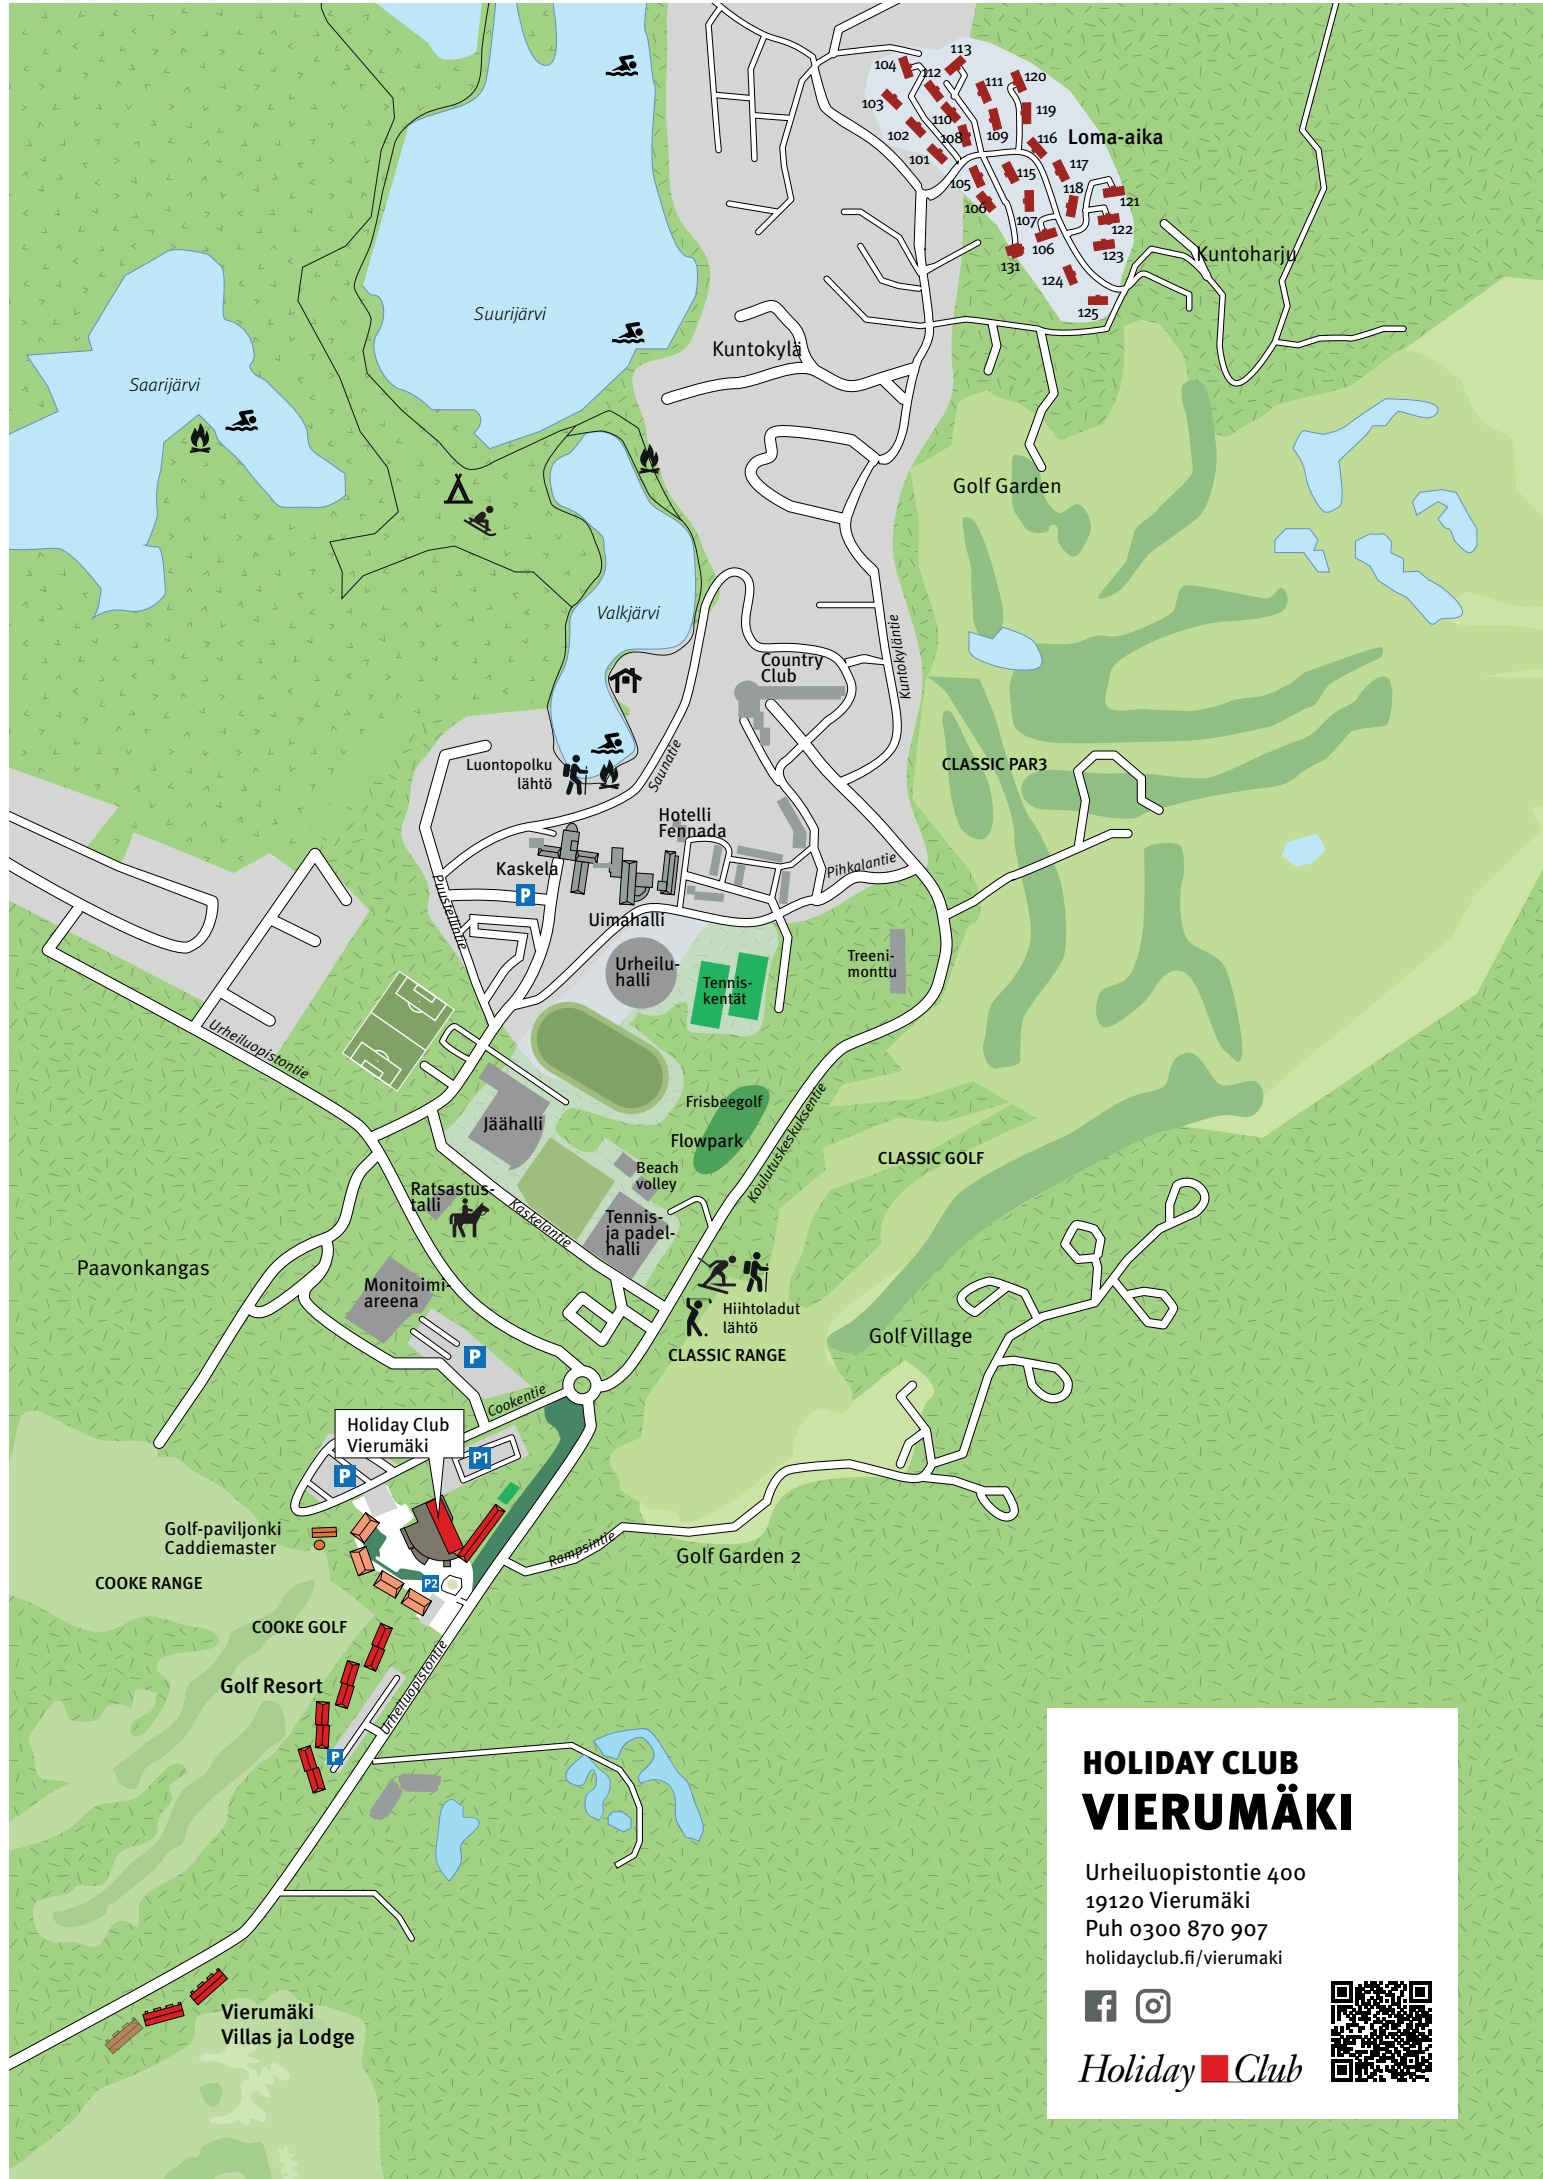 113
104
112
111
120
103
110
119
102
108
109
116
Loma-aika
101
117
115
105
118
121
106
107
122
106
123
Kuntoharju
131
124
125
Suurijärvi
Kuntokylä
Saarijärvi
Golf Garden
Valkjärvi
Kuntokyläntie
Country
Club
CLASSIC PAR3
Luontopolku
lähtö
Saunatie
Hotelli
Fennada
Kaskela
Pihkalantie
P
Puustellintie
Uimahalli
Urheilu-
halli
Tennis-
kentät
Treeni-
monttu
Urheiluopistontie
Frisbeegolf
Jäähalli
Flowpark
Koulutuskeskuksentie
CLASSIC GOLF
Beach
volley
Ratsastus-
talli
Kaskelantie
Tennis-
ja padel-
halli
Paavonkangas
Monitoimi-
areena
Hiihtoladut
lähtö
Golf Village
CLASSIC RANGE
P
Cookentie
Holiday Club
Vierumäki
P1
P
Golf-paviljonki
Caddiemaster
Rampsintie
Golf Garden 2
COOKE RANGE
P2
COOKE GOLF
Golf Resort
Urheiluopistontie
P
HOLIDAY CLUB
VIERUMÄKI
Urheiluopistontie 400
19120 Vierumäki
Puh 0300 870 907
holidayclub.fi/vierumaki
Holiday Club
Vierumäki
Villas ja Lodge